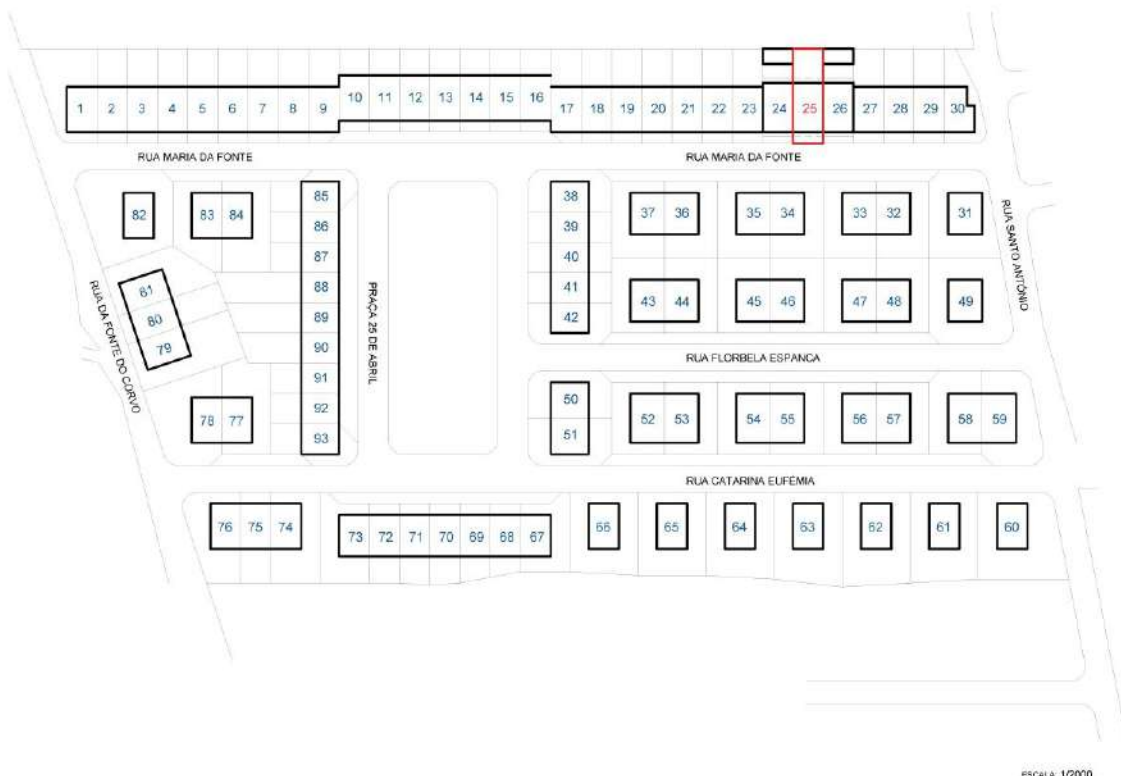 1 2 3 4 5 6 7 8 9 10 11 12 13 14 15 16 17 18 19 20 21 22 23 24 25 26 27 28 29 30
RUA MARIA DA FONTE
RUA MARIA DA FONTE
82 83 84
85
86
87
88
89
90
91
92
93
81
80
79
78 77
RUA DA FONTE DO CORVO
PRAÇA 25 DE ABRIL
38
39
40
41
42
37 36 35 34 33 32 31
43 44 45 46 47 48 49
RUA SANTO ANTÓNIO
RUA FLORBELA ESPANCA
50
51
52 53 54 55 56 57 58 59
RUA CATARINA EUFÉMIA
76 75 74 73 72 71 70 69 68 67 66 65 64 63 62 61 60
ESCALA: 1/2000